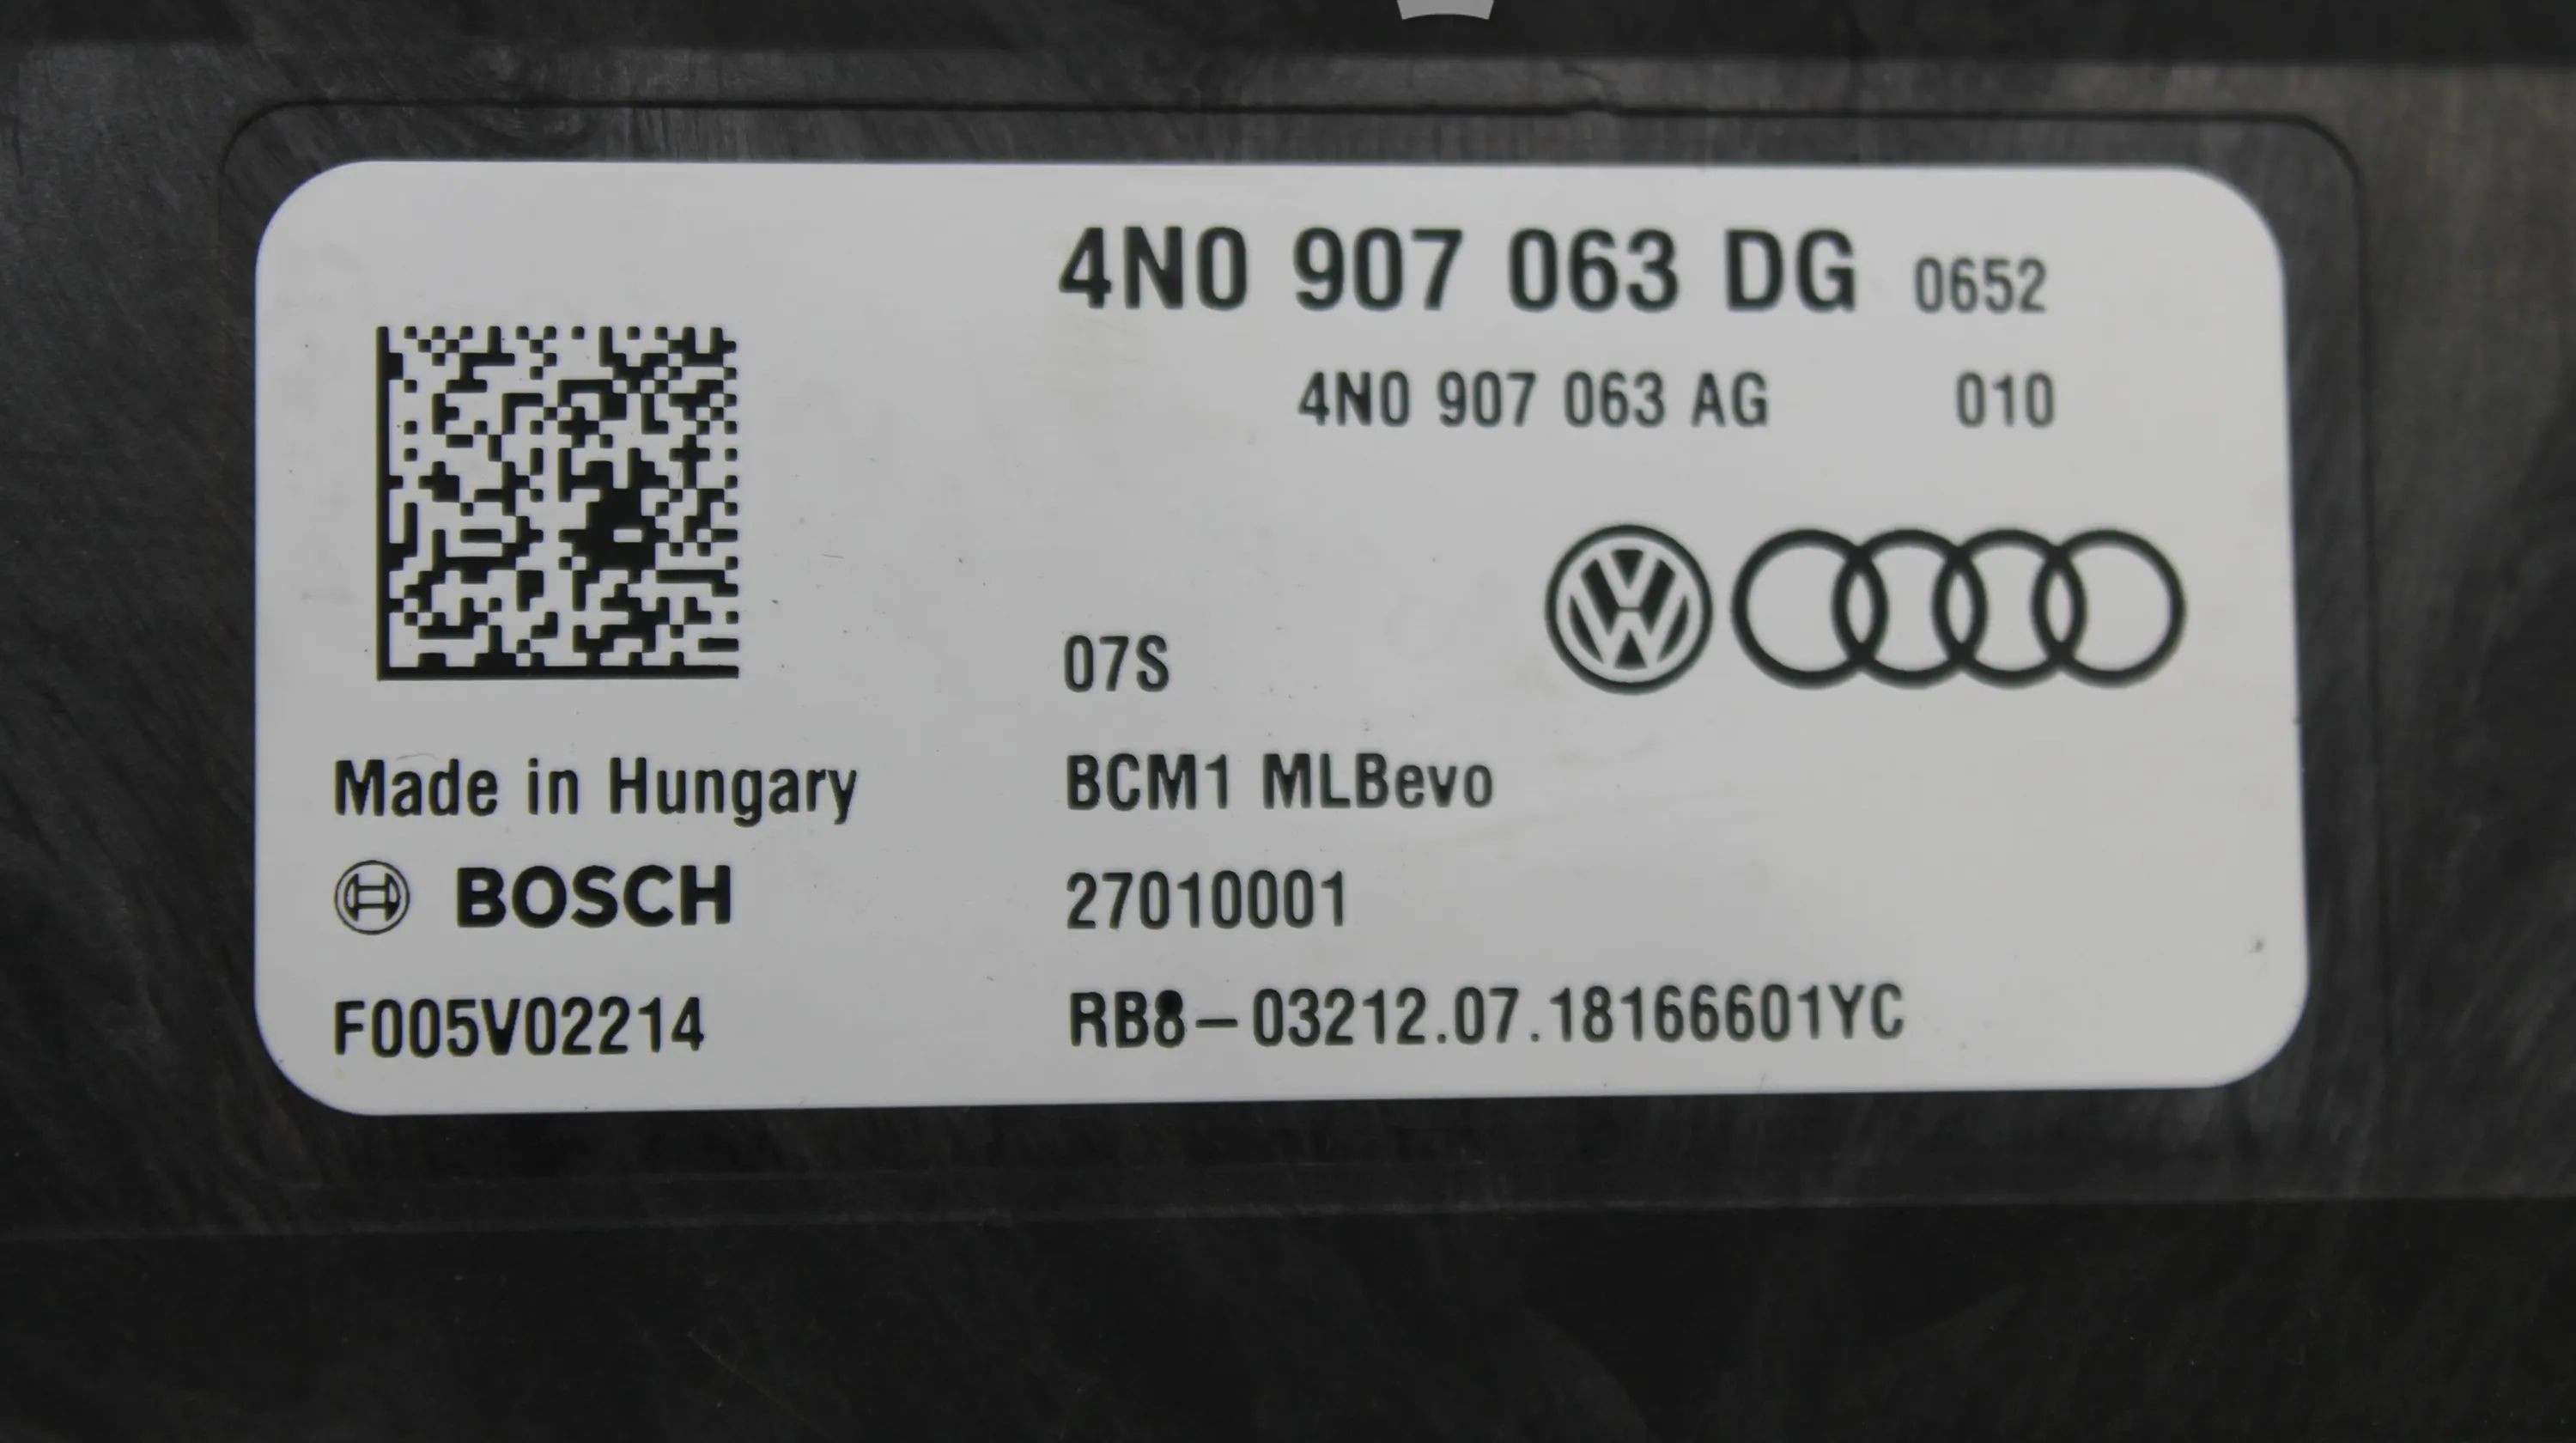 4N0 907 063 DG 0652
4N0 907 063 AG 010
07S
Made in Hungary
BCM1 MLBevo
BOSCH
27010001
F005V02214
RB8-03212.07.18166601YC